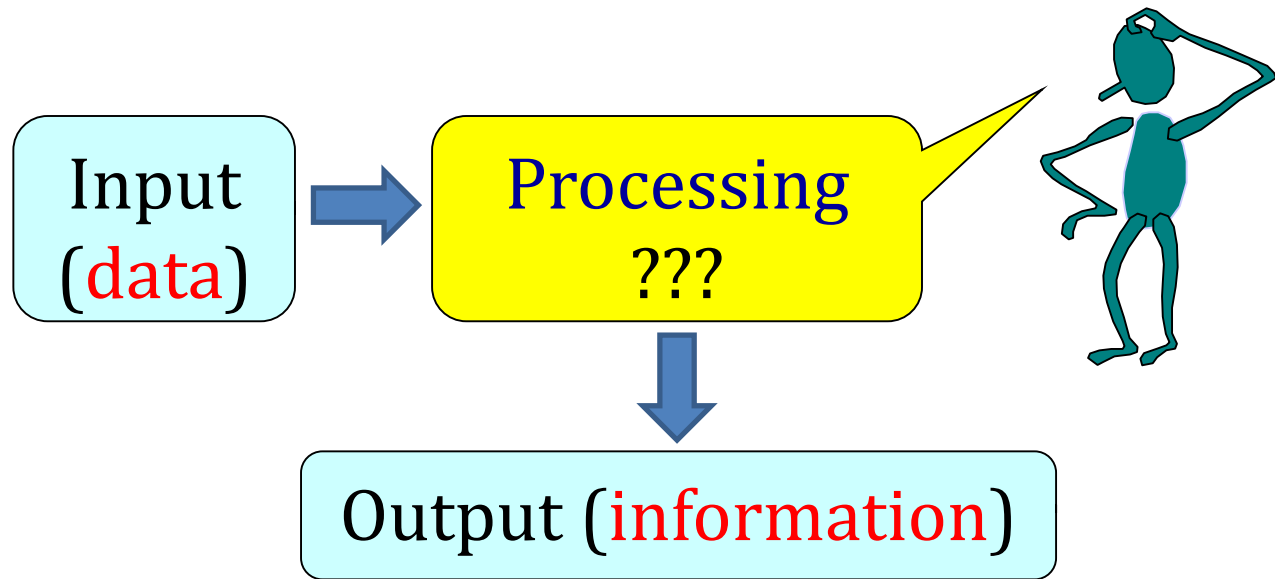 Input
(data)
Processing
???
Output (information)